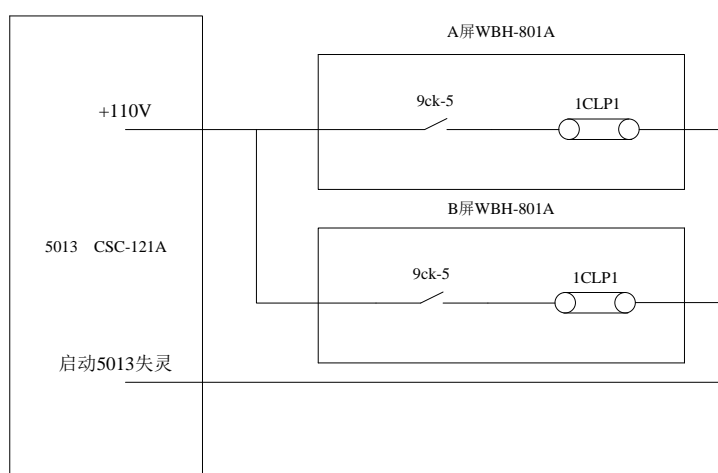 A屏WBH-801A
+110V
9ck-5
1CLP1
B屏WBH-801A
5013 CSC-121A
9ck-5
1CLP1
启动5013失灵